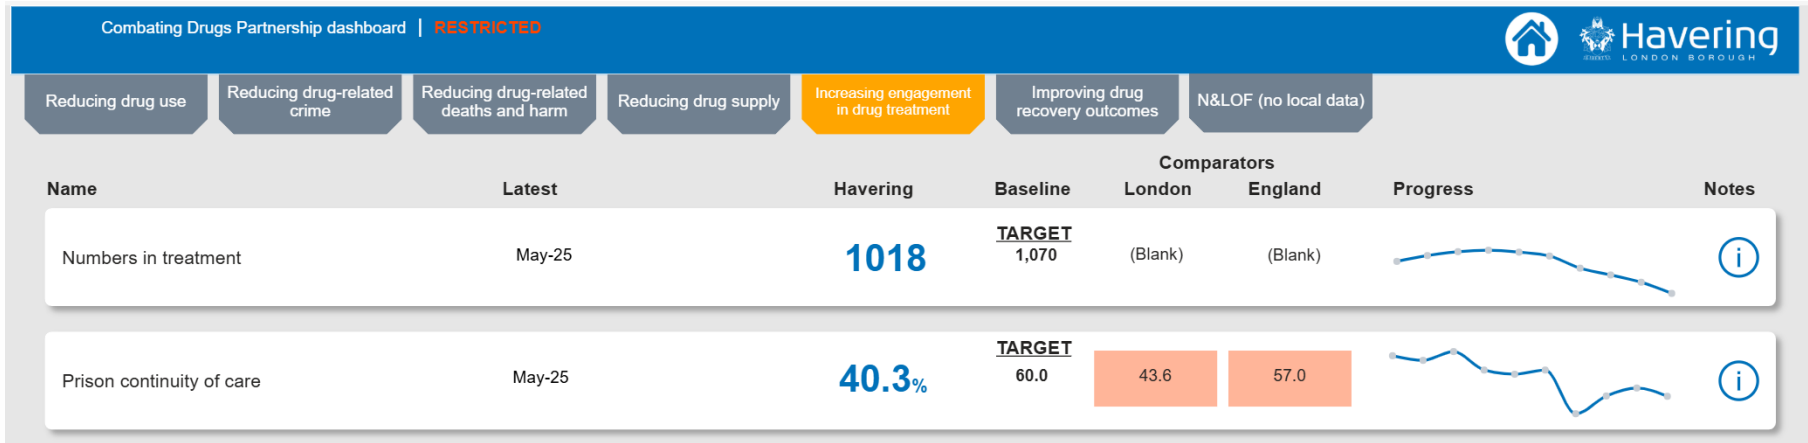 Combating Drugs Partnership dashboard | RESTRICTED
Havering
LONDON BOROUGH
Reducing drug use
Reducing drug-related
crime
Reducing drug-related
deaths and harm
Reducing drug supply
Increasing engagement
in drug treatment
Improving drug
recovery outcomes
N&LOF (no local data)
Comparators
Name Latest Havering Baseline London England Progress Notes
TARGET
Numbers in treatment May-25 1018 1,070 (Blank) (Blank) i
TARGET
Prison continuity of care May-25 40.3% 60.0 43.6 57.0 i